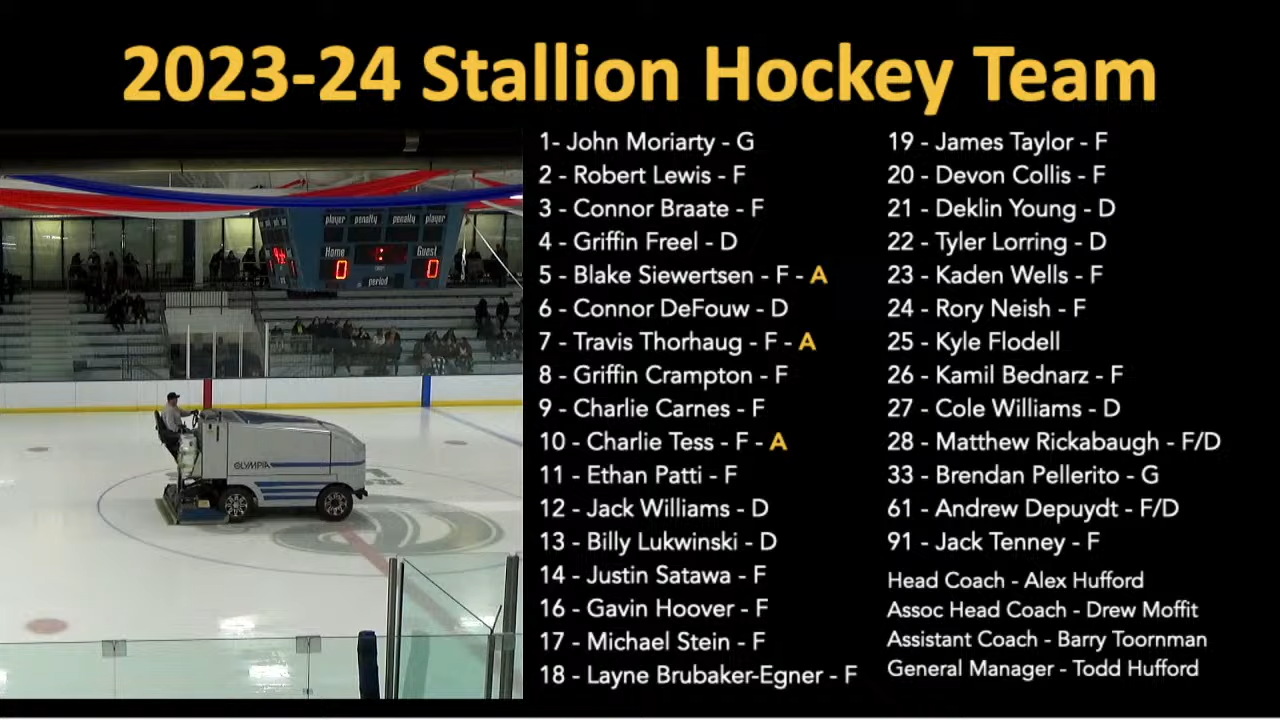 2023-24 Stallion Hockey Team
1- John Moriarty - G
2 - Robert Lewis - F
3 - Connor Braate - F
4 - Griffin Freel - D
5 - Blake Siewertsen - F - A
6 - Connor DeFouw - D
7 - Travis Thorhaug - F - A
8 - Griffin Crampton - F
9 - Charlie Carnes - F
10 - Charlie Tess - F - A
11 - Ethan Patti - F
12 - Jack Williams - D
13 - Billy Lukwinski - D
14 - Justin Satawa - F
16 - Gavin Hoover - F
17 - Michael Stein - F
18 - Layne Brubaker-Egner - F
19 - James Taylor - F
20 - Devon Collis - F
21 - Deklin Young - D
22 - Tyler Lorring - D
23 - Kaden Wells - F
24 - Rory Neish - F
25 - Kyle Flodell
26 - Kamil Bednarz - F
27 - Cole Williams - D
28 - Matthew Rickabaugh - F/D
33 - Brendan Pellerito - G
61 - Andrew Depuydt - F/D
91 - Jack Tenney - F
Head Coach - Alex Hufford
Assoc Head Coach - Drew Moffit
Assistant Coach - Barry Toornman
General Manager - Todd Hufford
player penalty penalty player
Home Guest
0 0
period
OLYMPIA